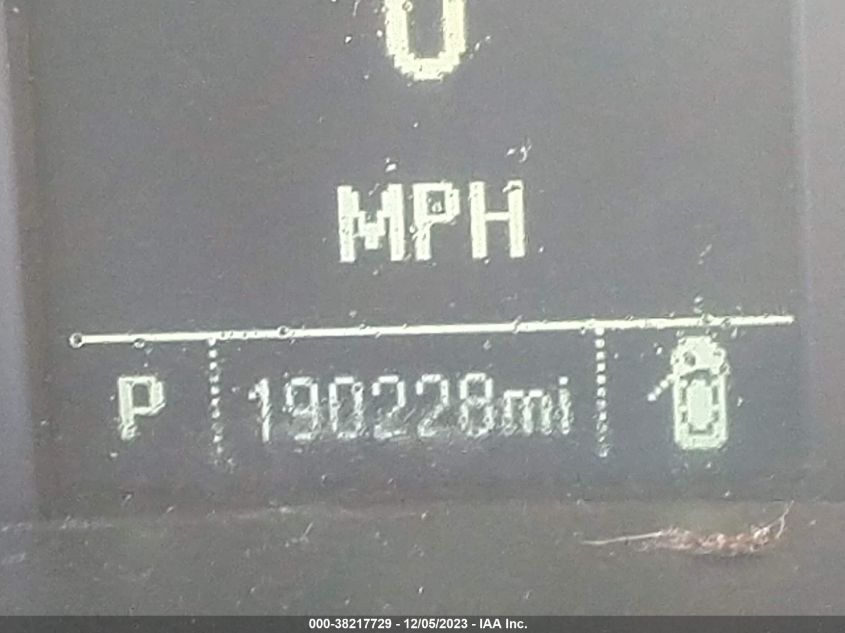 0
MPH
P 190228mi
000-38217729 - 12/05/2023 - IAA Inc.